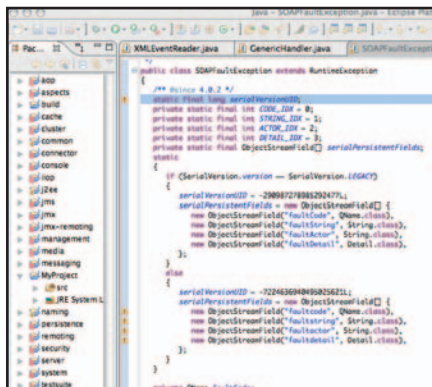 Java – SOAPFaultException.java – Eclipse Plat
Pac...
XMLEventReader.java
GenericHandler.java
SOAPFaultException
aop
aspects
build
cache
cluster
common
connector
console
iiop
j2ee
jms
jmx
jmx-remoting
management
media
messaging
MyProject
src
JRE System L
naming
persistence
remoting
security
server
system
testsuite
*/
public class SOAPFaultException extends RuntimeException
{
/** @since 4.0.2 */
static final long serialVersionUID;
private static final int CODE_IDX = 0;
private static final int STRING_IDX = 1;
private static final int ACTOR_IDX = 2;
private static final int DETAIL_IDX = 3;
private static final ObjectStreamField[] serialPersistentFields;
static
{
if (SerialVersion.version == SerialVersion.LEGACY)
{
serialVersionUID = -290987278985292477L;
serialPersistentFields = new ObjectStreamField[] {
new ObjectStreamField("faultCode", QName.class),
new ObjectStreamField("faultString", String.class),
new ObjectStreamField("faultActor", String.class),
new ObjectStreamField("faultDetail", Detail.class),
};
}
else
{
serialVersionUID = -7224636940495025621L;
serialPersistentFields = new ObjectStreamField[] {
new ObjectStreamField("faultcode", QName.class),
new ObjectStreamField("faultstring", String.class),
new ObjectStreamField("faultactor", String.class),
new ObjectStreamField("faultdetail", Detail.class),
};
}
}